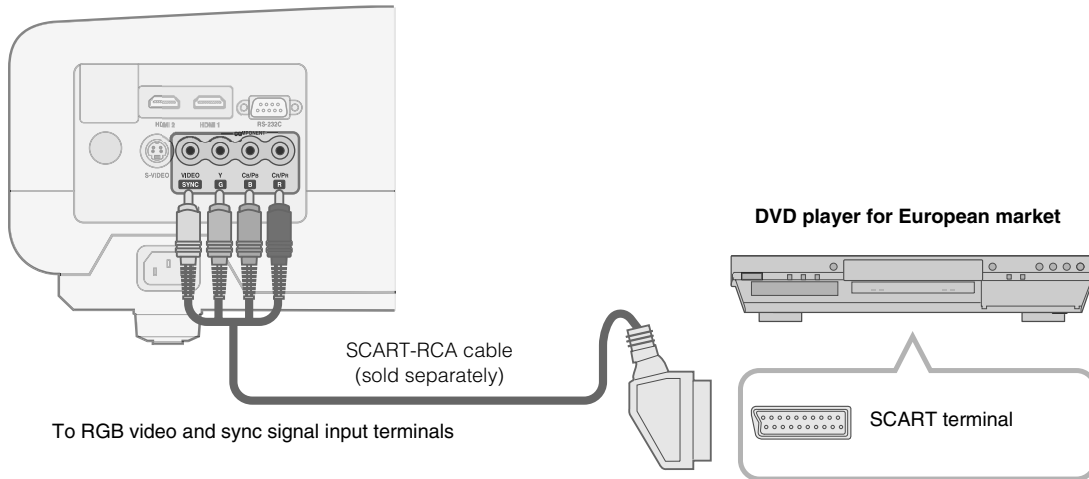 HDMI 2
HDMI 1
RS-232C
COMPONENT
S-VIDEO
VIDEO
Y
CB/PB
CR/PR
SYNC
G
B
R
DVD player for European market
SCART-RCA cable
(sold separately)
To RGB video and sync signal input terminals
SCART terminal